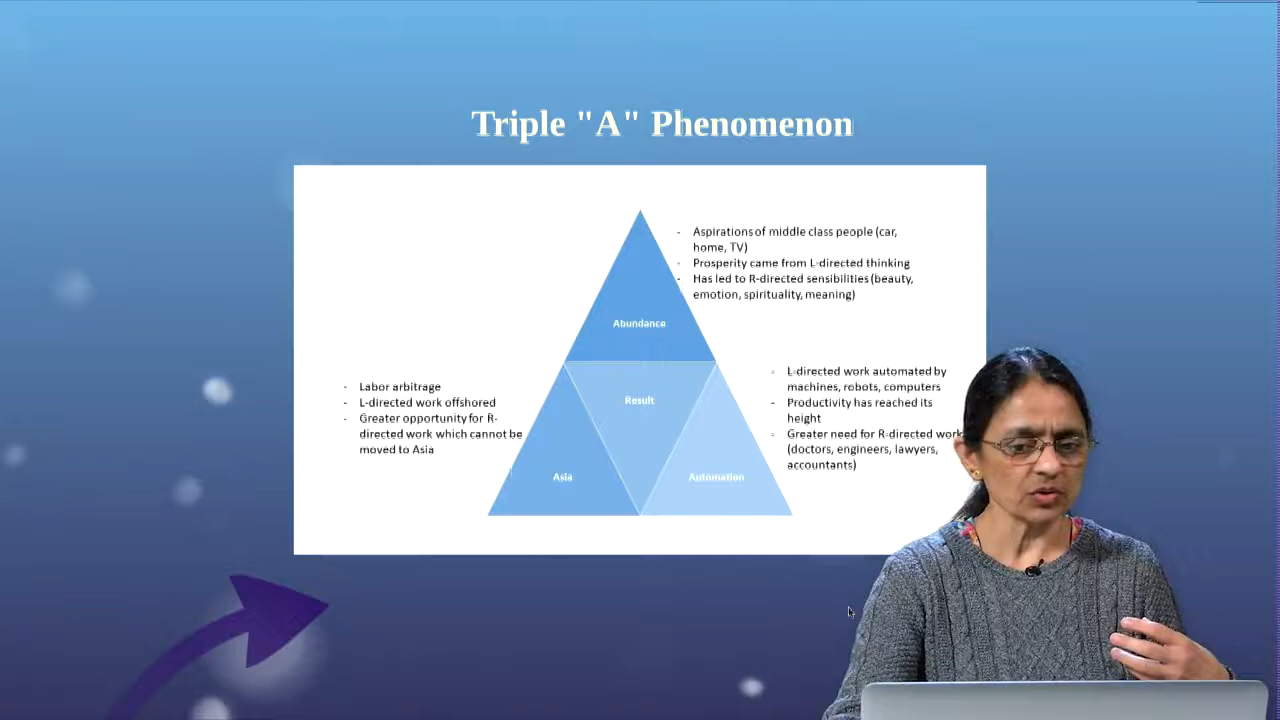 Triple "A" Phenomenon
- Aspirations of middle class people (car,
home, TV)
- Prosperity came from L-directed thinking
- Has led to R-directed sensibilities (beauty,
emotion, spirituality, meaning)
Abundance
- L-directed work automated by
machines, robots, computers
- Productivity has reached its
height
- Greater need for R-directed work
(doctors, engineers, lawyers,
accountants)
- Labor arbitrage
- L-directed work offshored
- Greater opportunity for R-
directed work which cannot be
moved to Asia
Result
Asia
Automation